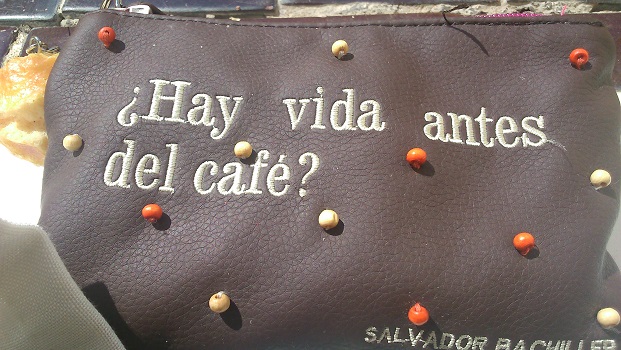 ¿Hay vida antes
del café?
SALVADOR BACHILLER